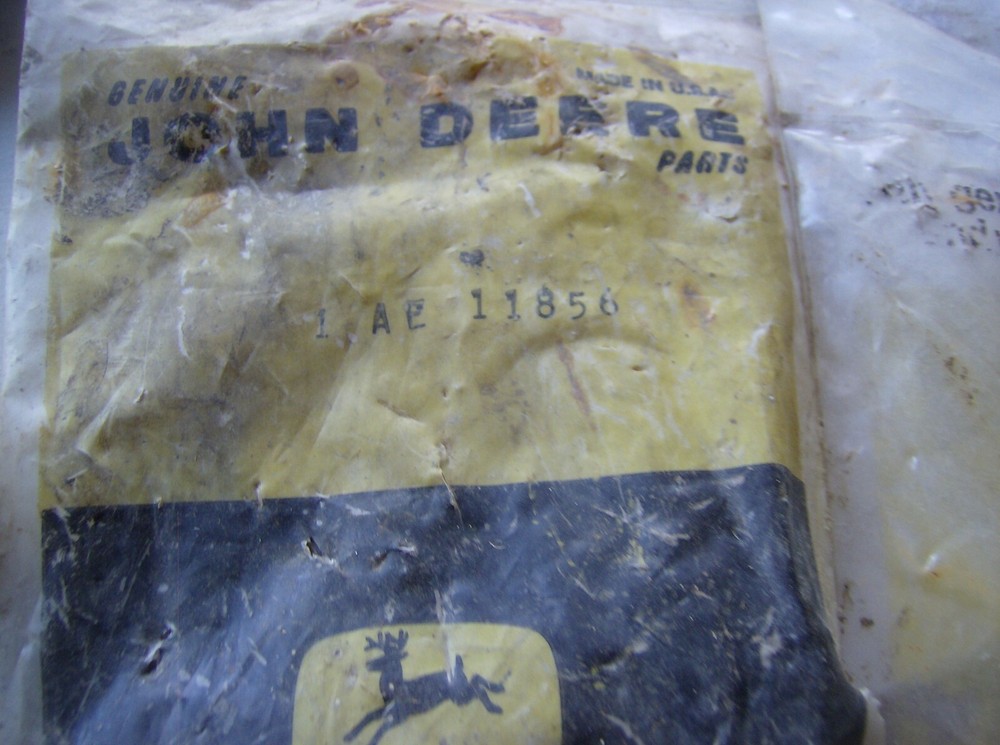 GENUINE
MADE IN U.S.A.
JOHN DEERE
PARTS
1 AE 11856